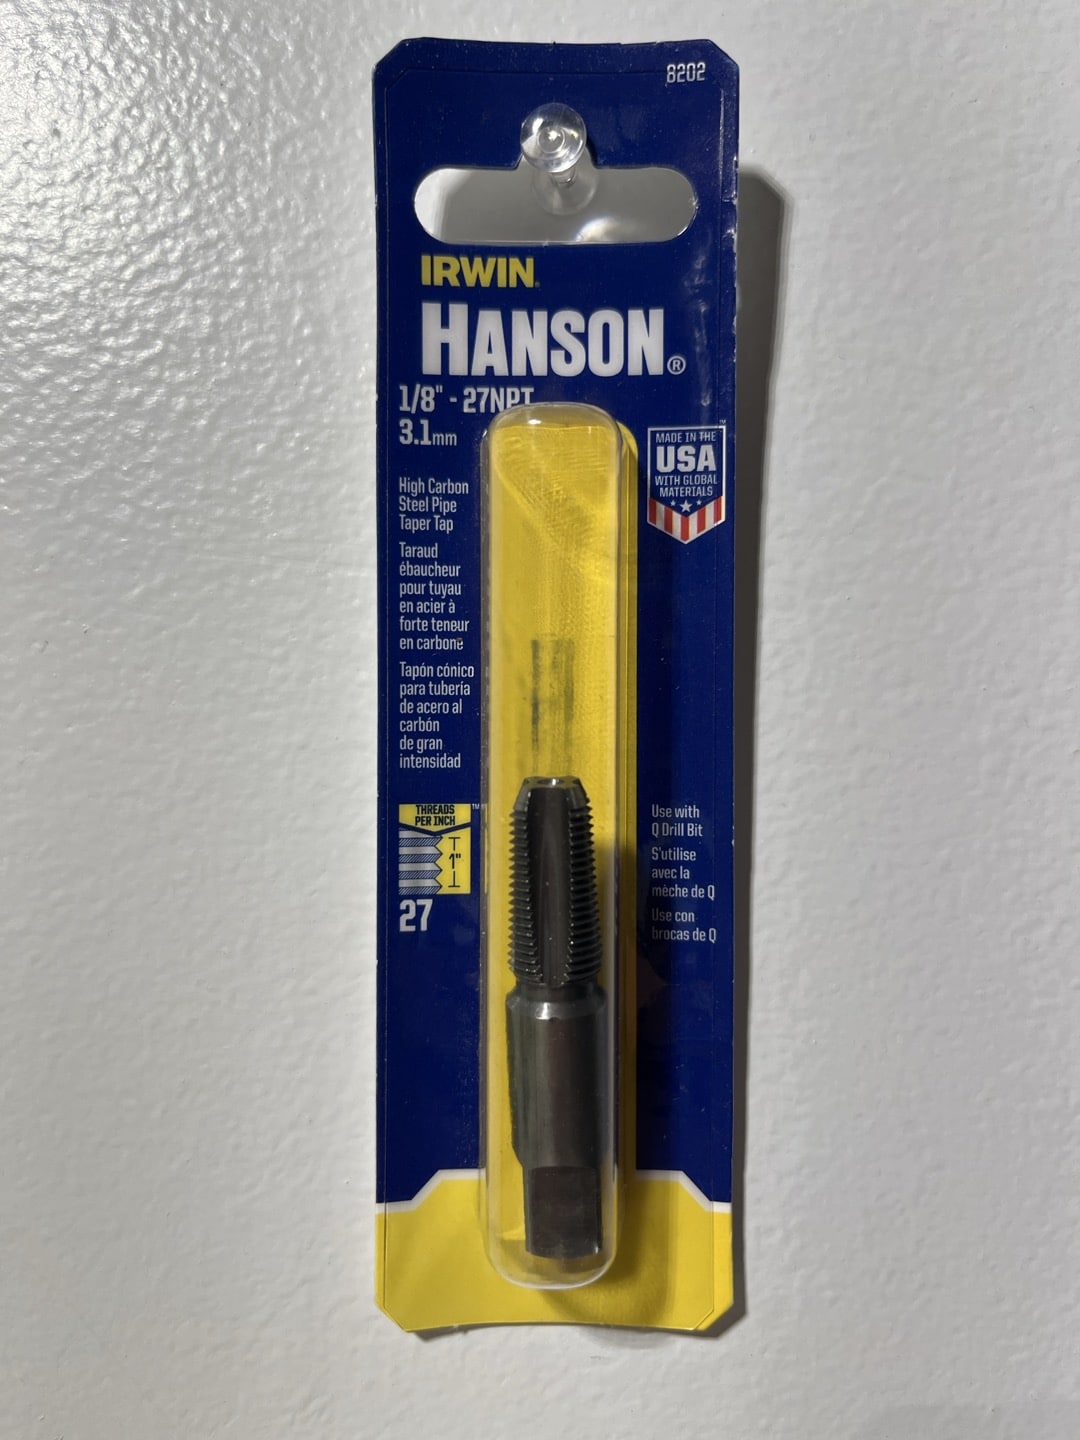 8202
IRWIN®
HANSON®
1/8" - 27NPT
3.1mm
High Carbon
Steel Pipe
Taper Tap
Taraud
ébaucheur
pour tuyau
en acier à
forte teneur
en carbone
Tapón cónico
para tubería
de acero al
carbón
de gran
intensidad
THREADS
PER INCH™
1"
27
MADE IN THE
USA
WITH GLOBAL
MATERIALS
Use with
Q Drill Bit
S'utilise
avec la
mèche de Q
Use con
brocas de Q